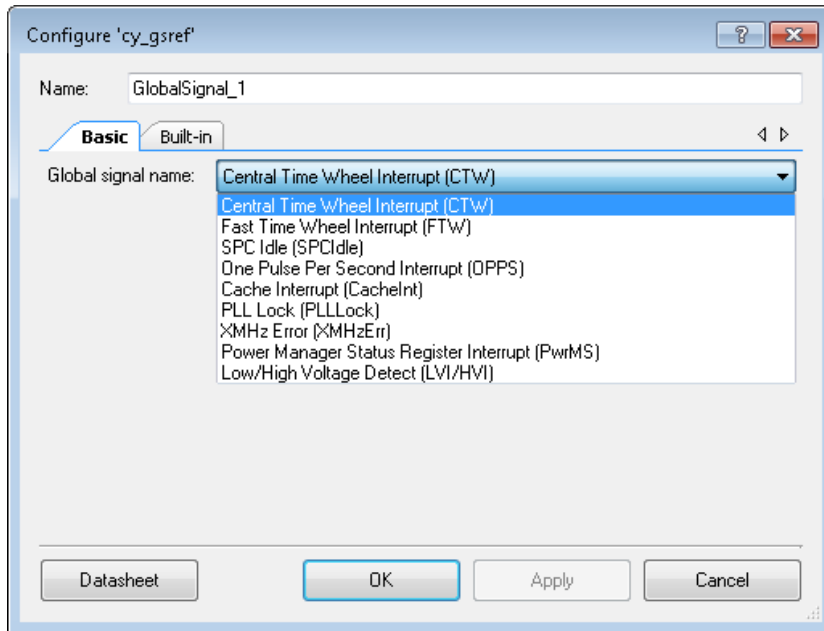 Configure 'cy_gsref'
Name: GlobalSignal_1
Basic Built-in
Global signal name: Central Time Wheel Interrupt (CTW)
Central Time Wheel Interrupt (CTW)
Fast Time Wheel Interrupt (FTW)
SPC Idle (SPCIdle)
One Pulse Per Second Interrupt (OPPS)
Cache Interrupt (CacheInt)
PLL Lock (PLLLock)
XMHz Error (XMHzErr)
Power Manager Status Register Interrupt (PwrMS)
Low/High Voltage Detect (LVI/HVI)
Datasheet OK Apply Cancel